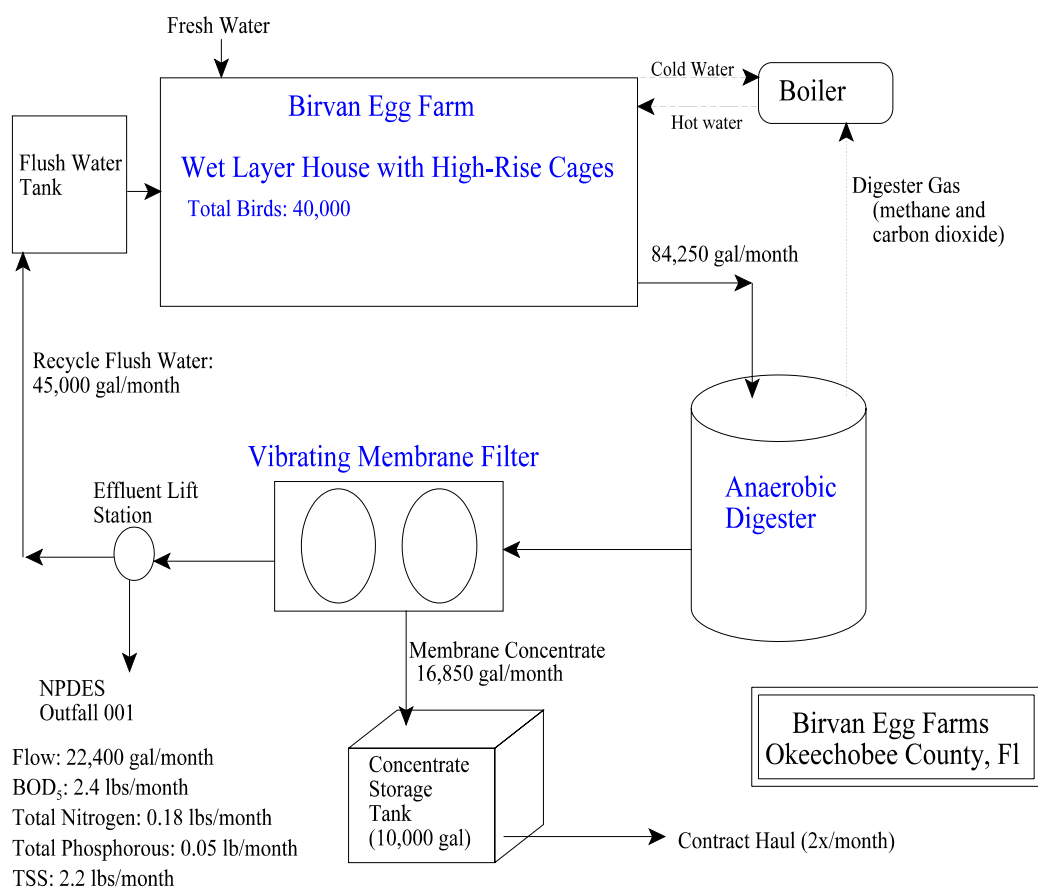 Fresh Water
Cold Water
Boiler
Hot water
Birvan Egg Farm
Wet Layer House with High-Rise Cages
Total Birds: 40,000
Flush Water
Tank
Digester Gas
(methane and
carbon dioxide)
84,250 gal/month
Recycle Flush Water:
45,000 gal/month
Vibrating Membrane Filter
Anaerobic
Digester
Effluent Lift
Station
Membrane Concentrate
16,850 gal/month
NPDES
Outfall 001
Flow: 22,400 gal/month
BOD₅: 2.4 lbs/month
Total Nitrogen: 0.18 lbs/month
Total Phosphorous: 0.05 lb/month
TSS: 2.2 lbs/month
Concentrate
Storage
Tank
(10,000 gal)
Contract Haul (2x/month)
Birvan Egg Farms
Okeechobee County, Fl